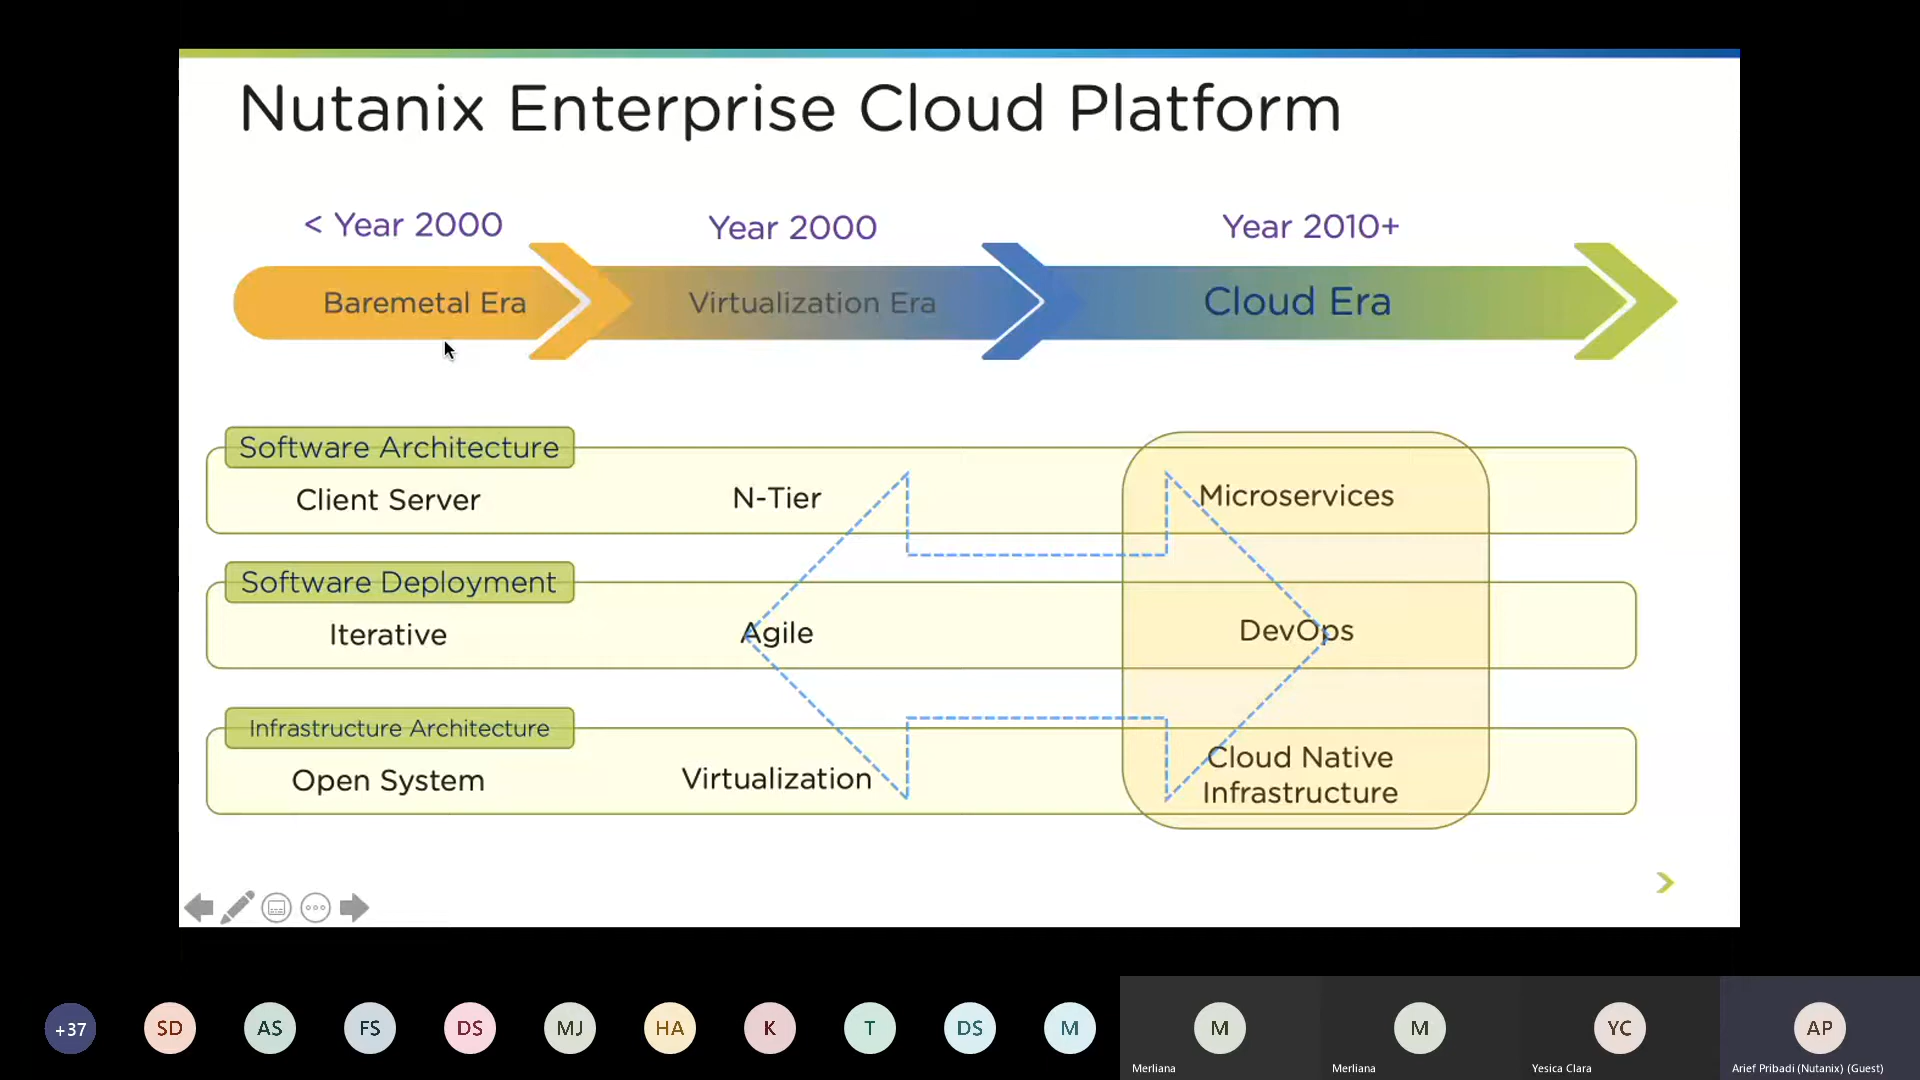 Nutanix Enterprise Cloud Platform
< Year 2000
Year 2000
Year 2010+
Baremetal Era
Virtualization Era
Cloud Era
Software Architecture
Client Server
N-Tier
Microservices
Software Deployment
Iterative
Agile
DevOps
Infrastructure Architecture
Open System
Virtualization
Cloud Native
Infrastructure
+37
SD
AS
FS
DS
MJ
HA
K
T
DS
M
M
M
YC
AP
Merliana
Merliana
Yesica Clara
Arief Pribadi (Nutanix) (Guest)